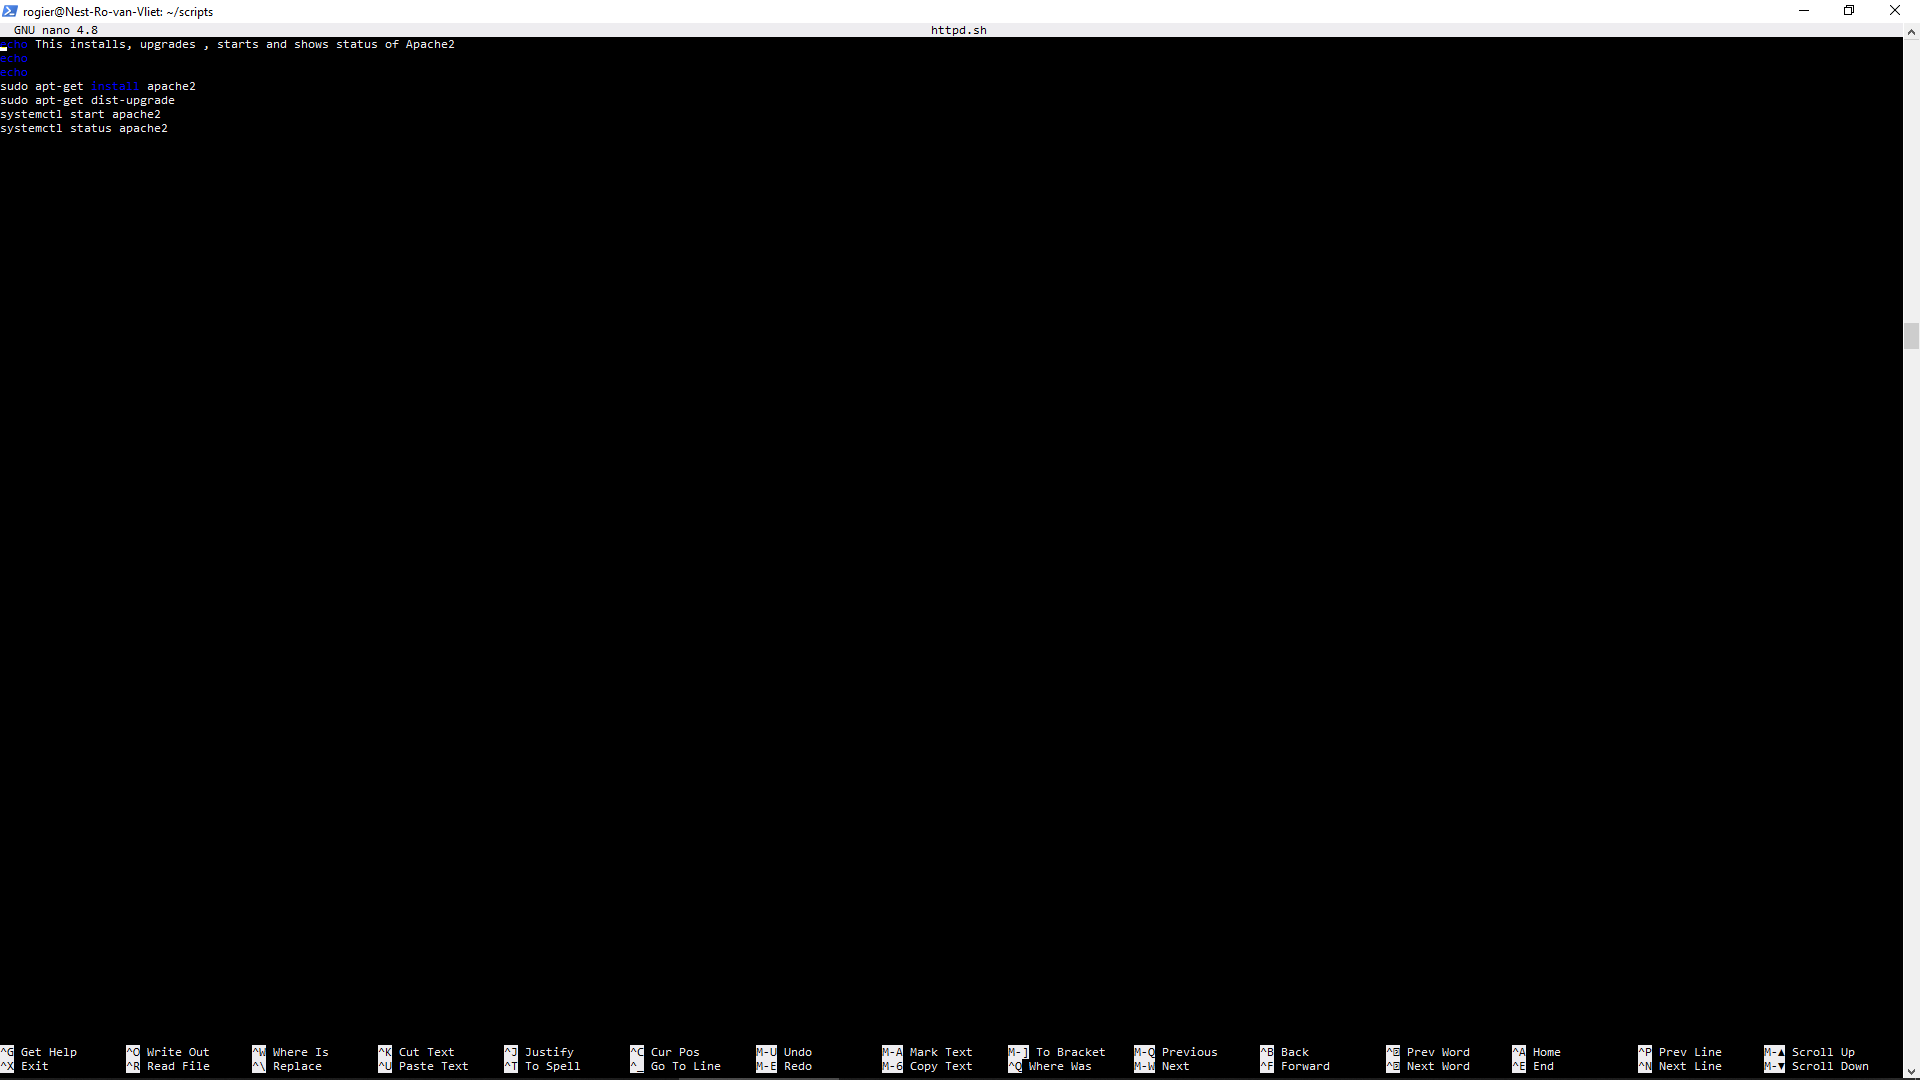 rogier@Nest-Ro-van-Vliet: ~/scripts
GNU nano 4.8 httpd.sh
echo This installs, upgrades , starts and shows status of Apache2
echo
echo
sudo apt-get install apache2
sudo apt-get dist-upgrade
systemctl start apache2
systemctl status apache2
^G Get Help ^O Write Out ^W Where Is ^K Cut Text ^J Justify ^C Cur Pos M-U Undo M-A Mark Text M-] To Bracket M-Q Previous ^B Back ^ Prev Word ^A Home ^P Prev Line M-▲ Scroll Up
^X Exit ^R Read File ^\ Replace ^U Paste Text ^T To Spell ^_ Go To Line M-E Redo M-6 Copy Text ^Q Where Was M-W Next ^F Forward ^ Next Word ^E End ^N Next Line M-▼ Scroll Down